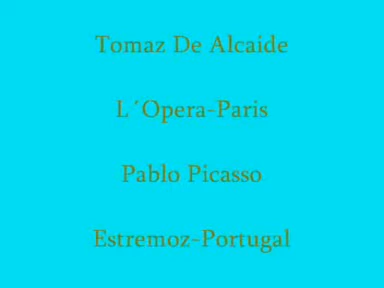 Tomaz De Alcaide
L´Opera-Paris
Pablo Picasso
Estremoz-Portugal